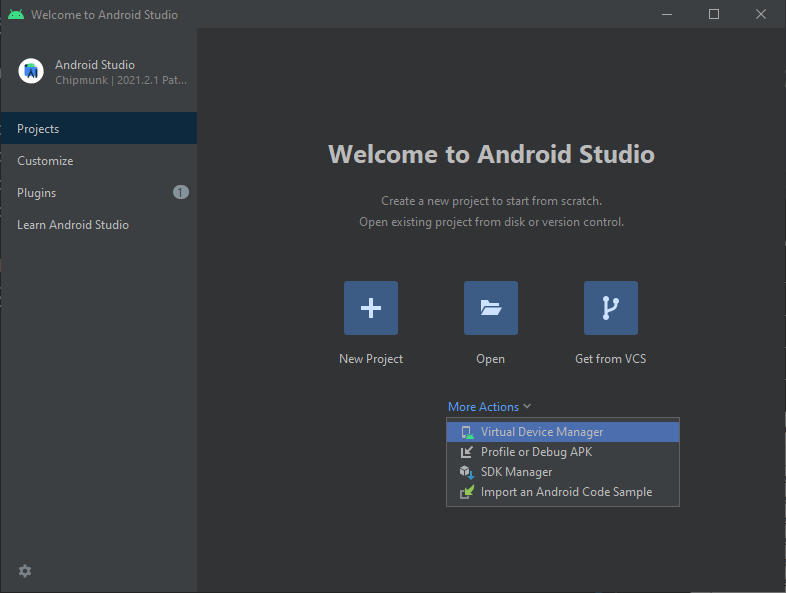 Welcome to Android Studio
Android Studio
Chipmunk | 2021.2.1 Pat...
Projects
Customize
Plugins
1
Learn Android Studio
Welcome to Android Studio
Create a new project to start from scratch.
Open existing project from disk or version control.
New Project
Open
Get from VCS
More Actions
Virtual Device Manager
Profile or Debug APK
SDK Manager
Import an Android Code Sample